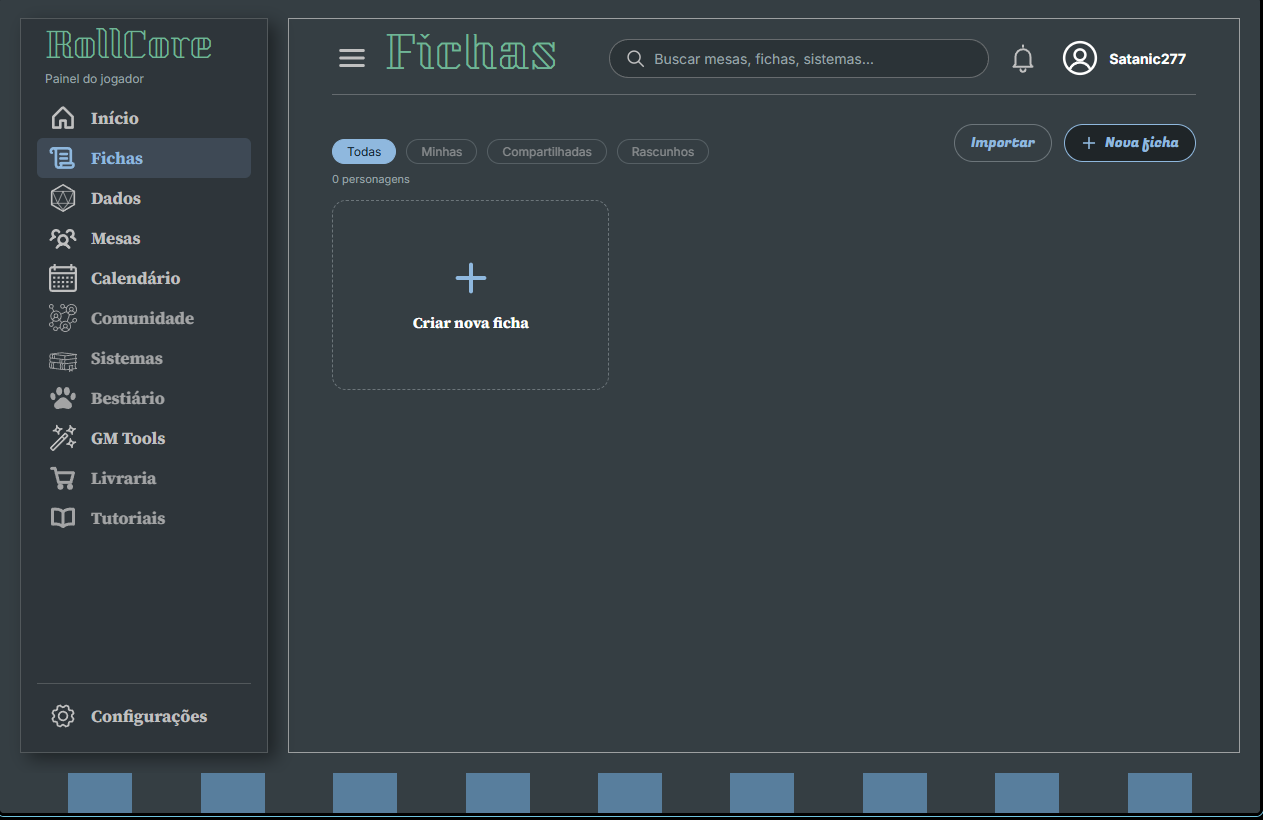 RollCore
Painel do jogador
Início
Fichas
Dados
Mesas
Calendário
Comunidade
Sistemas
Bestiário
GM Tools
Livraria
Tutoriais
Configurações
Fichas
Buscar mesas, fichas, sistemas...
Satanic277
Todas
Minhas
Compartilhadas
Rascunhos
Importar
Nova ficha
0 personagens
Criar nova ficha